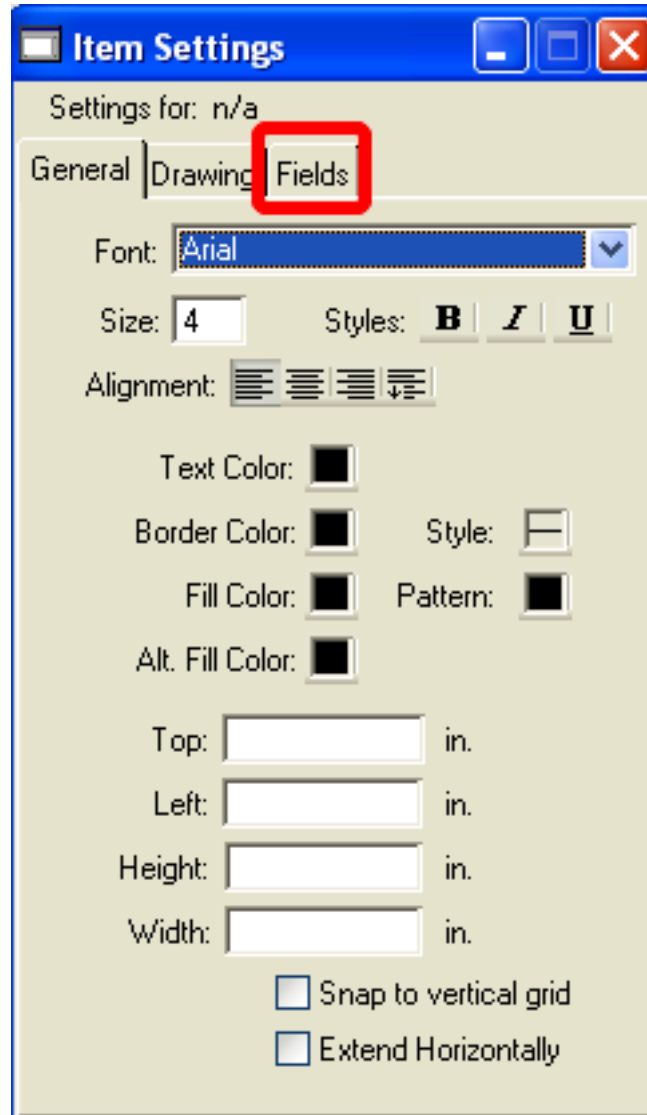 Item Settings
Settings for: n/a
General Drawing Fields
Font: Arial
Size: 4 Styles: B I U
Alignment:
Text Color:
Border Color: Style:
Fill Color: Pattern:
Alt. Fill Color:
Top: in.
Left: in.
Height: in.
Width: in.
Snap to vertical grid
Extend Horizontally